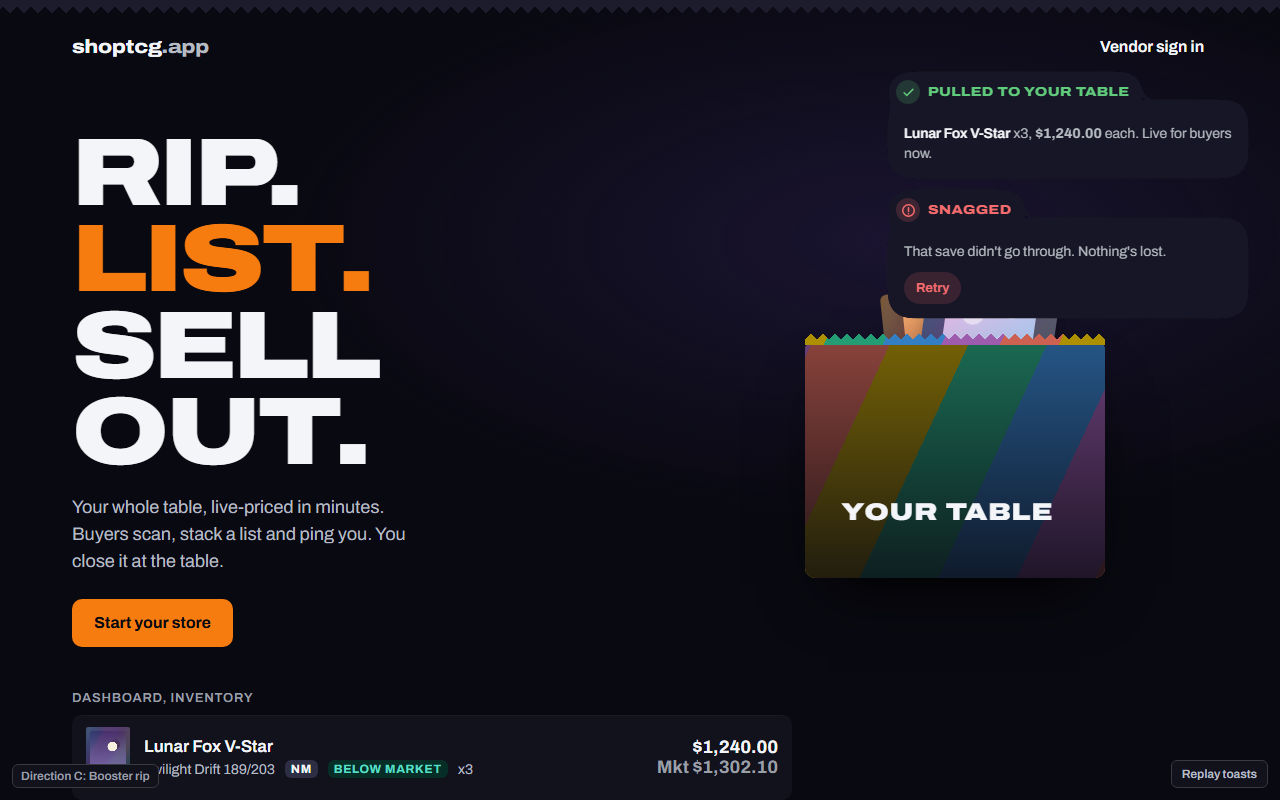 shoptcg.app
Vendor sign in
PULLED TO YOUR TABLE
Lunar Fox V-Star x3, $1,240.00 each. Live for buyers
now.
SNAGGED
That save didn't go through. Nothing's lost.
Retry
RIP.
LIST.
SELL
OUT.
Your whole table, live-priced in minutes.
Buyers scan, stack a list and ping you. You
close it at the table.
Start your store
YOUR TABLE
DASHBOARD, INVENTORY
Lunar Fox V-Star
$1,240.00
Drift 189/203 NM BELOW MARKET x3
Mkt $1,302.10
Direction C: Booster rip
Replay toasts